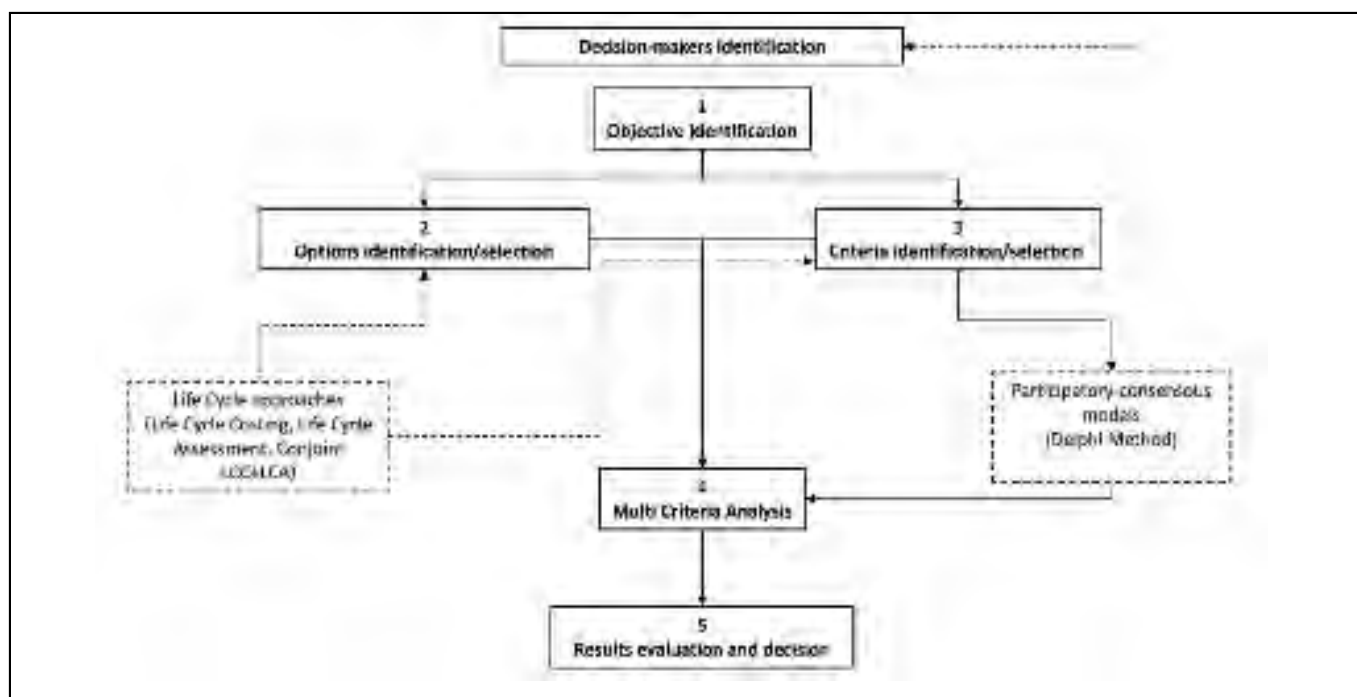 Decision-makers identification
1
Objective identification
2
Options identification/selection
3
Criteria identification/selection
Life Cycle approaches
(Life Cycle Costing, Life Cycle
Assessment, Conjoint
LCC+LCA)
Participatory-consensous
models
(Delphi Method)
4
Multi Criteria Analysis
5
Results evaluation and decision